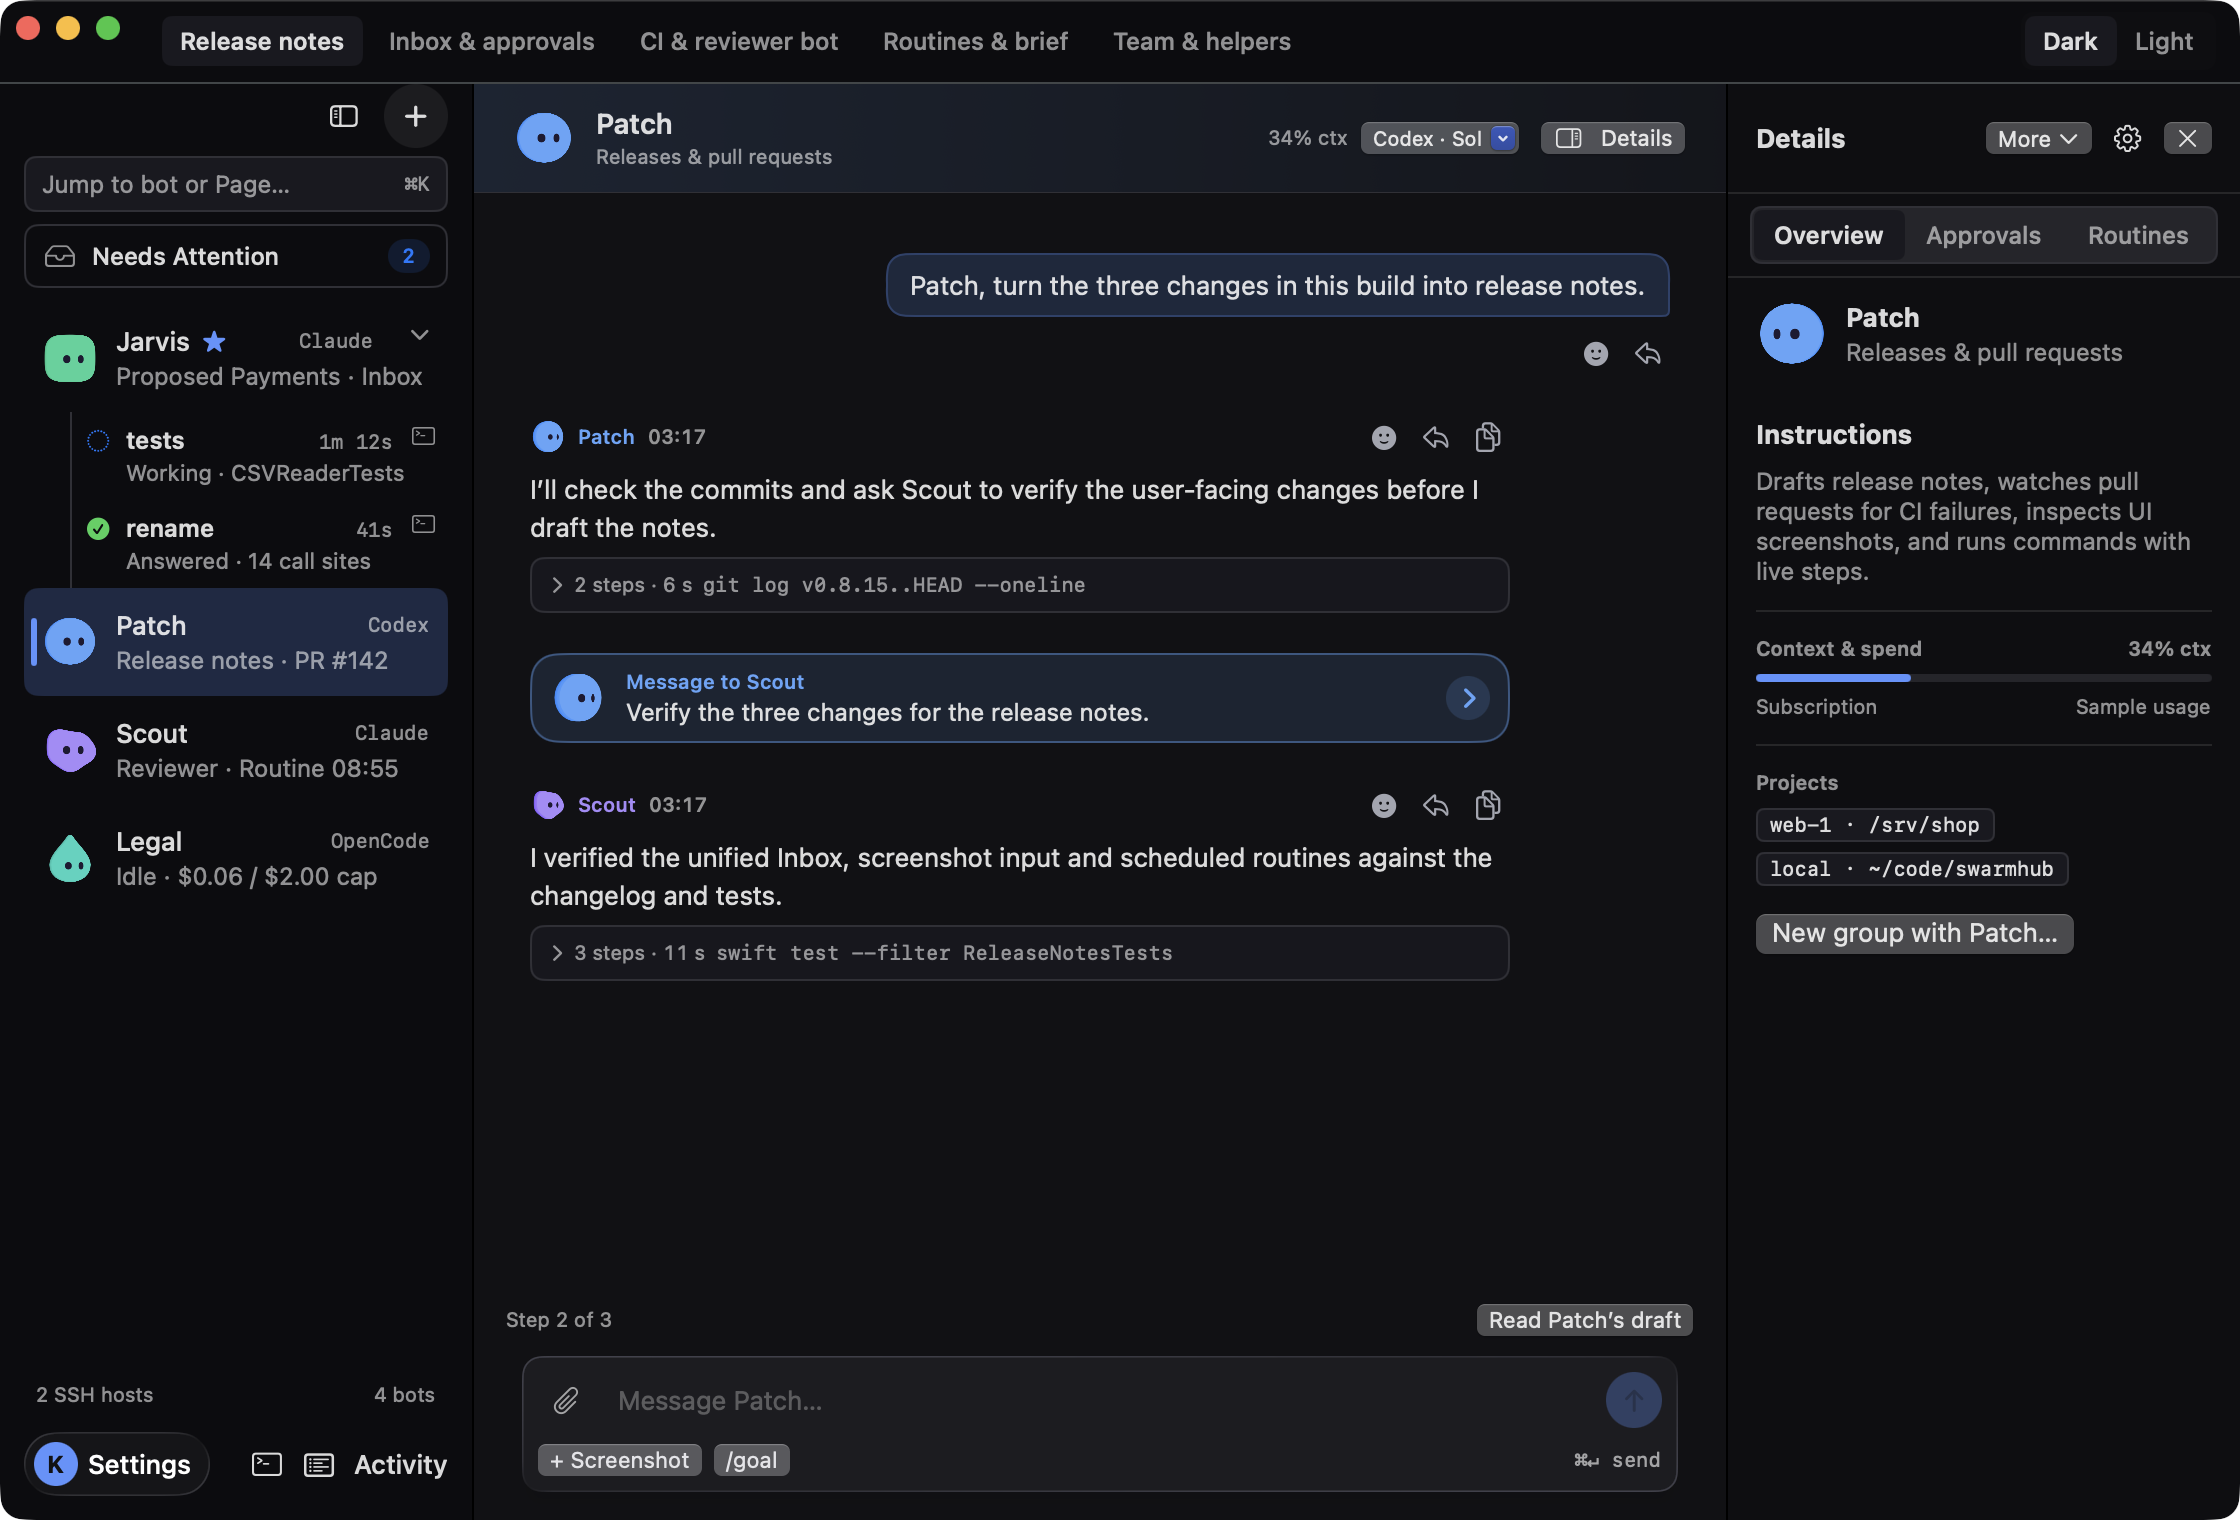 Release notes
Inbox & approvals
CI & reviewer bot
Routines & brief
Team & helpers
Dark
Light
Jump to bot or Page...
⌘K
Needs Attention
2
Jarvis
Claude
Proposed Payments · Inbox
tests
1m 12s
Working · CSVReaderTests
rename
41s
Answered · 14 call sites
Patch
Codex
Release notes · PR #142
Scout
Claude
Reviewer · Routine 08:55
Legal
OpenCode
Idle · $0.06 / $2.00 cap
2 SSH hosts
4 bots
K
Settings
Activity
Patch
Releases & pull requests
34% ctx
Codex · Sol
Details
Patch, turn the three changes in this build into release notes.
Patch 03:17
I’ll check the commits and ask Scout to verify the user-facing changes before I
draft the notes.
2 steps · 6 s git log v0.8.15..HEAD --oneline
Message to Scout
Verify the three changes for the release notes.
Scout 03:17
I verified the unified Inbox, screenshot input and scheduled routines against the
changelog and tests.
3 steps · 11 s swift test --filter ReleaseNotesTests
Step 2 of 3
Read Patch’s draft
Message Patch...
+ Screenshot
/goal
⌘↵ send
Details
More
Overview
Approvals
Routines
Patch
Releases & pull requests
Instructions
Drafts release notes, watches pull
requests for CI failures, inspects UI
screenshots, and runs commands with
live steps.
Context & spend
34% ctx
Subscription
Sample usage
Projects
web-1 · /srv/shop
local · ~/code/swarmhub
New group with Patch...